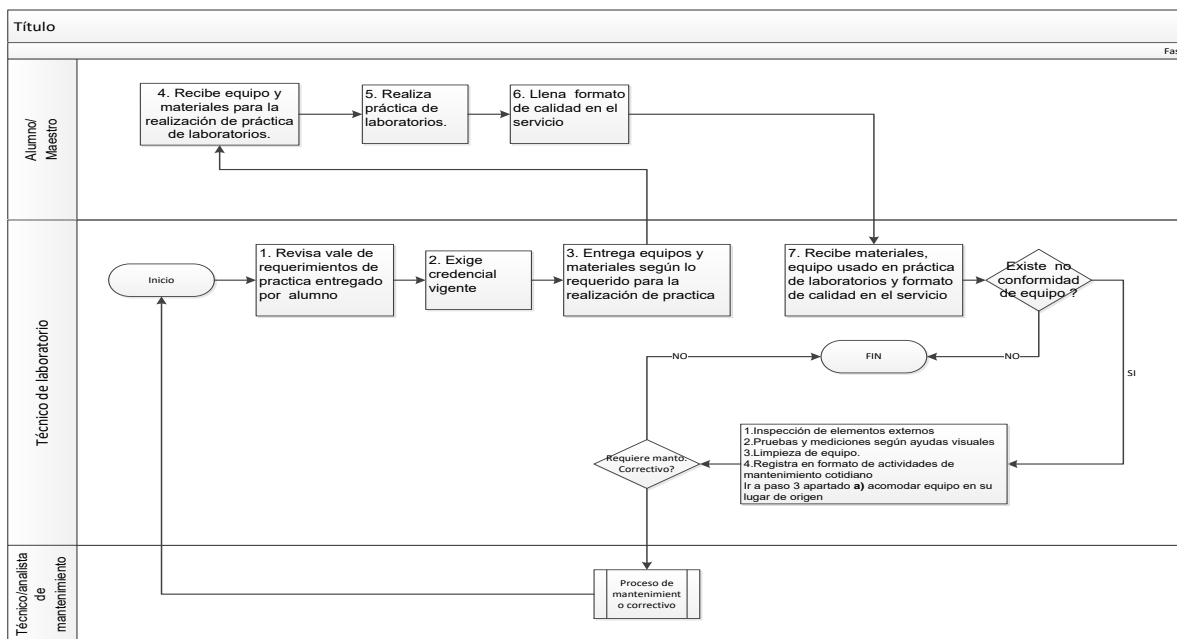 Título
Fas
Alumno/
Maestro
4. Recibe equipo y
materiales para la
realización de práctica
de laboratorios.
5. Realiza
práctica de
laboratorios.
6. Llena formato
de calidad en el
servicio
Técnico de laboratorio
Inicio
1. Revisa vale de
requerimientos de
practica entregado
por alumno
2. Exige
credencial
vigente
3. Entrega equipos y
materiales según lo
requerido para la
realización de practica
7. Recibe materiales,
equipo usado en práctica
de laboratorios y formato
de calidad en el servicio
Existe no
conformidad
de equipo ?
NO
FIN
NO
SI
Requiere manto.
Correctivo?
1.Inspección de elementos externos
2.Pruebas y mediciones según ayudas visuales
3.Limpieza de equipo.
4.Registra en formato de actividades de
mantenimiento cotidiano
Ir a paso 3 apartado a) acomodar equipo en su
lugar de origen
Técnico/analista
de
mantenimiento
Proceso de
mantenimient
o correctivo